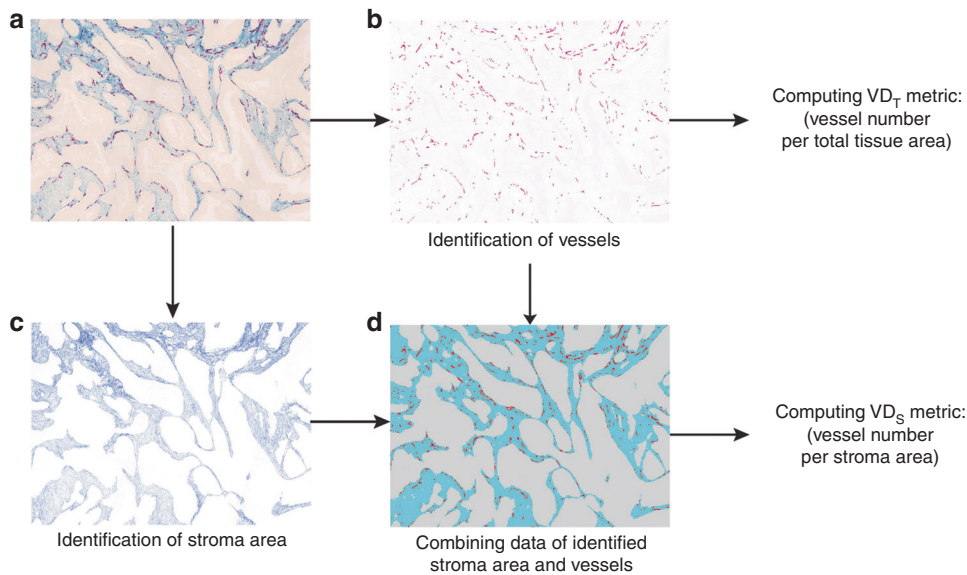 a
b
Computing VD_T metric:
(vessel number
per total tissue area)
Identification of vessels
c
d
Computing VD_S metric:
(vessel number
per stroma area)
Identification of stroma area
Combining data of identified
stroma area and vessels